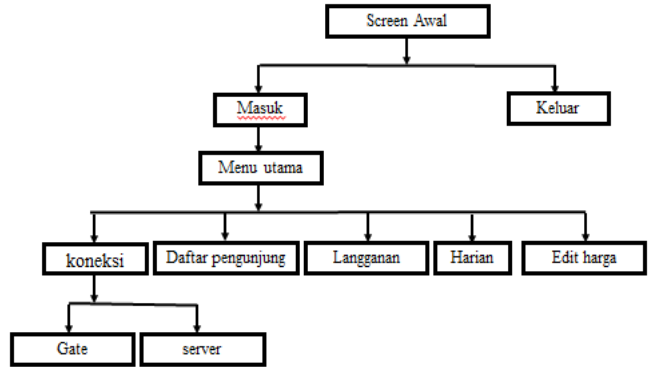 Screen Awal
Masuk
Keluar
Menu utama
koneksi
Daftar pengunjung
Langganan
Harian
Edit harga
Gate
server